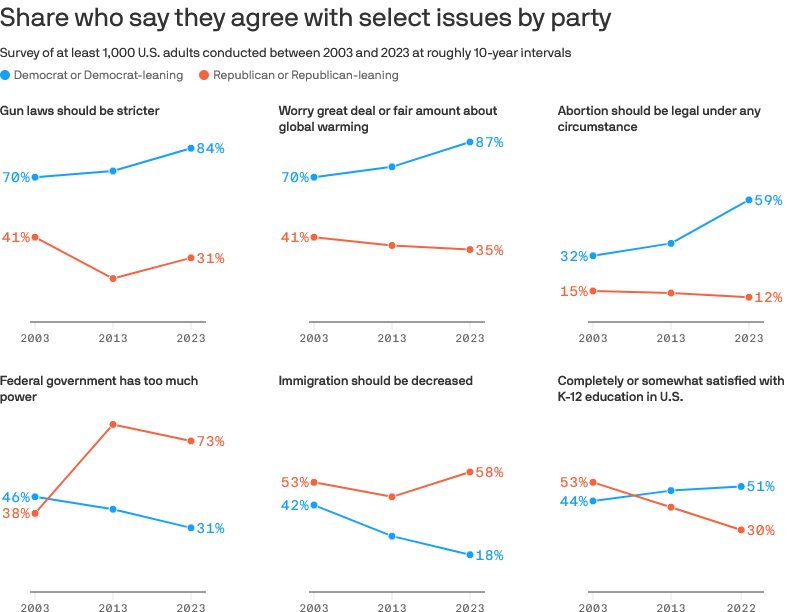 Share who say they agree with select issues by party
Survey of at least 1,000 U.S. adults conducted between 2003 and 2023 at roughly 10-year intervals
Democrat or Democrat-leaning Republican or Republican-leaning
Gun laws should be stricter
84%
70%
41%
31%
2003 2013 2023
Worry great deal or fair amount about
global warming
87%
70%
41%
35%
2003 2013 2023
Abortion should be legal under any
circumstance
59%
32%
15%
12%
2003 2013 2023
Federal government has too much
power
73%
46%
38%
31%
2003 2013 2023
Immigration should be decreased
58%
53%
42%
18%
2003 2013 2023
Completely or somewhat satisfied with
K-12 education in U.S.
53%
51%
44%
30%
2003 2013 2022